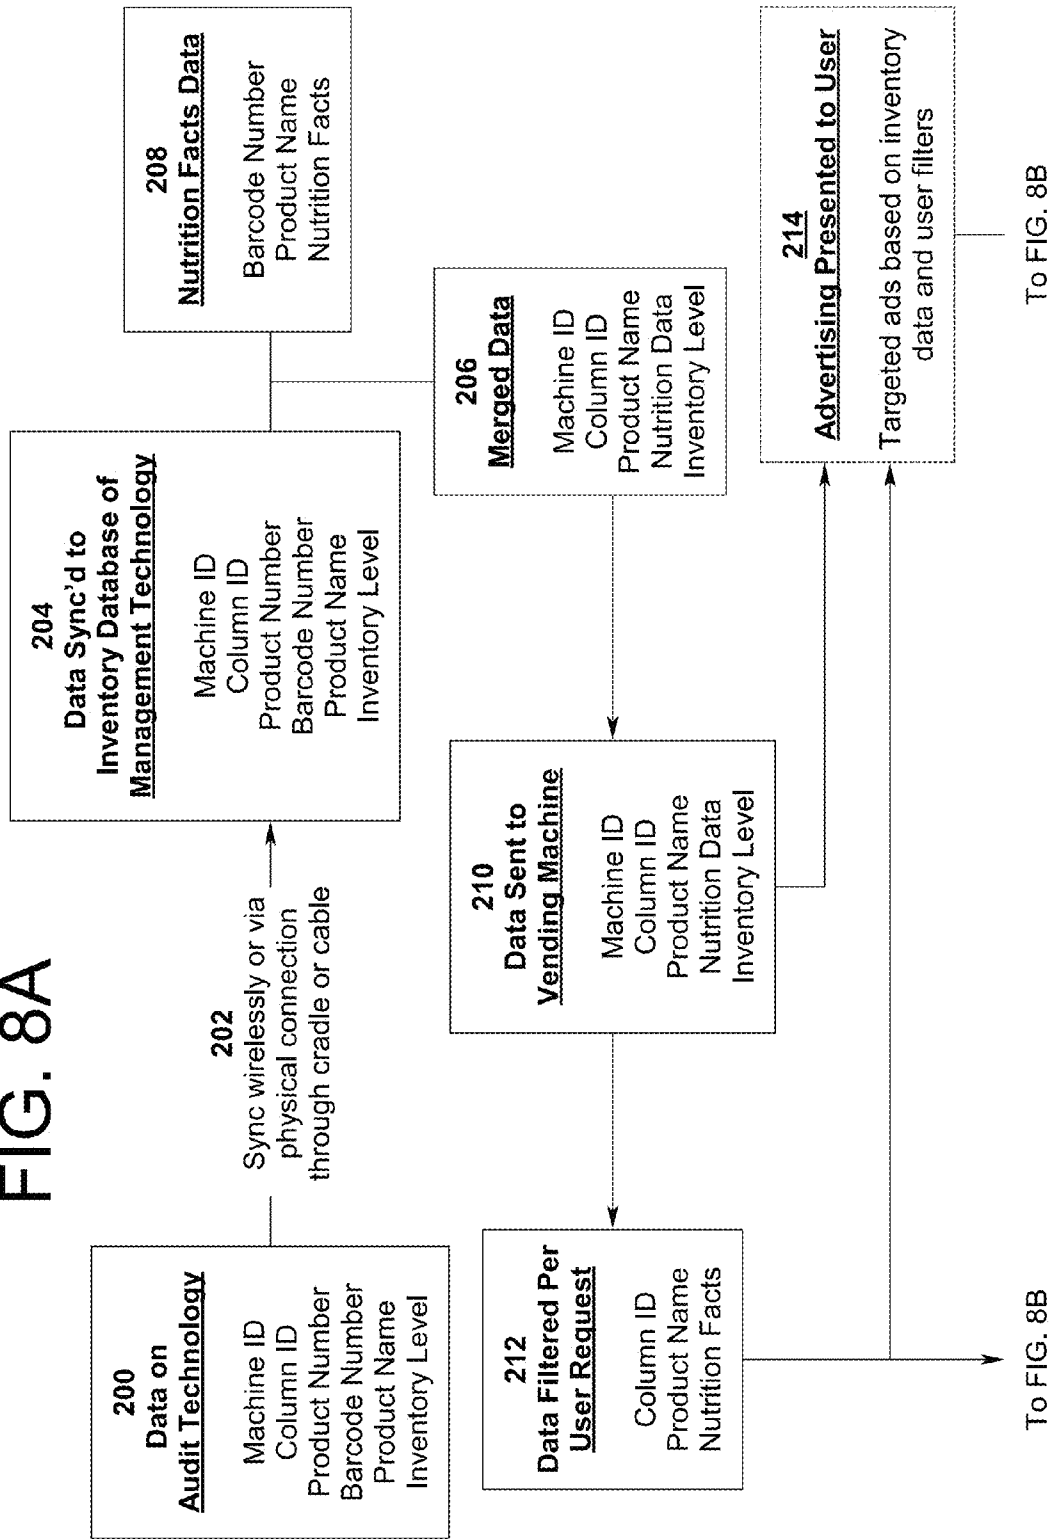 FIG. 8A
200
Data on
Audit Technology
Machine ID
Column ID
Product Number
Barcode Number
Product Name
Inventory Level
202
Sync wirelessly or via
physical connection
through cradle or cable
204
Data Sync'd to
Inventory Database of
Management Technology
Machine ID
Column ID
Product Number
Barcode Number
Product Name
Inventory Level
208
Nutrition Facts Data
Barcode Number
Product Name
Nutrition Facts
206
Merged Data
Machine ID
Column ID
Product Name
Nutrition Data
Inventory Level
210
Data Sent to
Vending Machine
Machine ID
Column ID
Product Name
Nutrition Data
Inventory Level
212
Data Filtered Per
User Request
Column ID
Product Name
Nutrition Facts
214
Advertising Presented to User
Targeted ads based on inventory
data and user filters
To FIG. 8B
To FIG. 8B